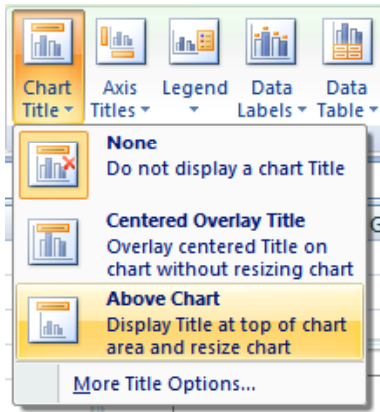 Chart Title
Axis Titles
Legend
Data Labels
Data Table
None
Do not display a chart Title
Centered Overlay Title
Overlay centered Title on
chart without resizing chart
Above Chart
Display Title at top of chart
area and resize chart
More Title Options...
G